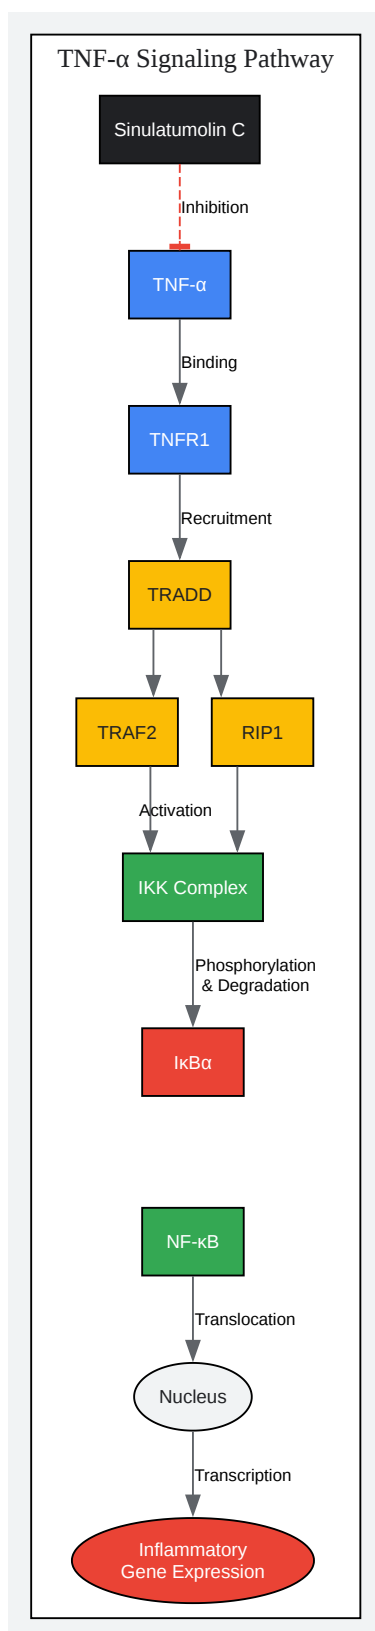 TNF-α Signaling Pathway
Sinulatumolin C
Inhibition
TNF-α
Binding
TNFR1
Recruitment
TRADD
TRAF2
RIP1
Activation
IKK Complex
Phosphorylation
& Degradation
IκBα
NF-κB
Translocation
Nucleus
Transcription
Inflammatory
Gene Expression